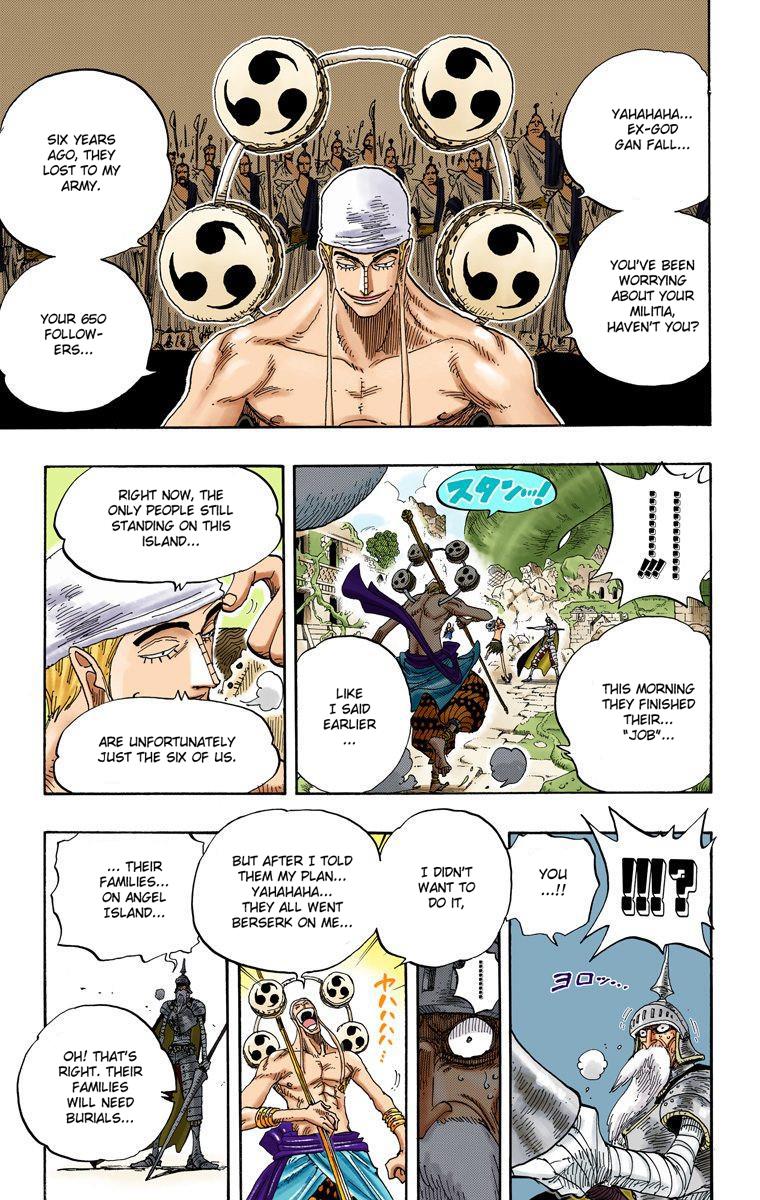 YAHAHAHA...
EX-GOD
GAN FALL...
YOU'VE BEEN
WORRYING
ABOUT YOUR
MILITIA,
HAVEN'T YOU?
SIX YEARS
AGO, THEY
LOST TO MY
ARMY.
YOUR 650
FOLLOW-
ERS...
.........!!!
スタン…!
THIS MORNING
THEY FINISHED
THEIR...
"JOB"...
LIKE
I SAID
EARLIER
...
RIGHT NOW, THE
ONLY PEOPLE STILL
STANDING ON THIS
ISLAND...
ARE UNFORTUNATELY
JUST THE SIX OF US.
!!!?
YOU
...!!
ヨロッ…
I DIDN'T
WANT TO
DO IT,
.........
BUT AFTER I TOLD
THEM MY PLAN...
YAHAHAHA...
THEY ALL WENT
BERSERK ON ME...
ヤハハハハ…
... THEIR
FAMILIES...
ON ANGEL
ISLAND...
OH! THAT'S
RIGHT. THEIR
FAMILIES
WILL NEED
BURIALS...